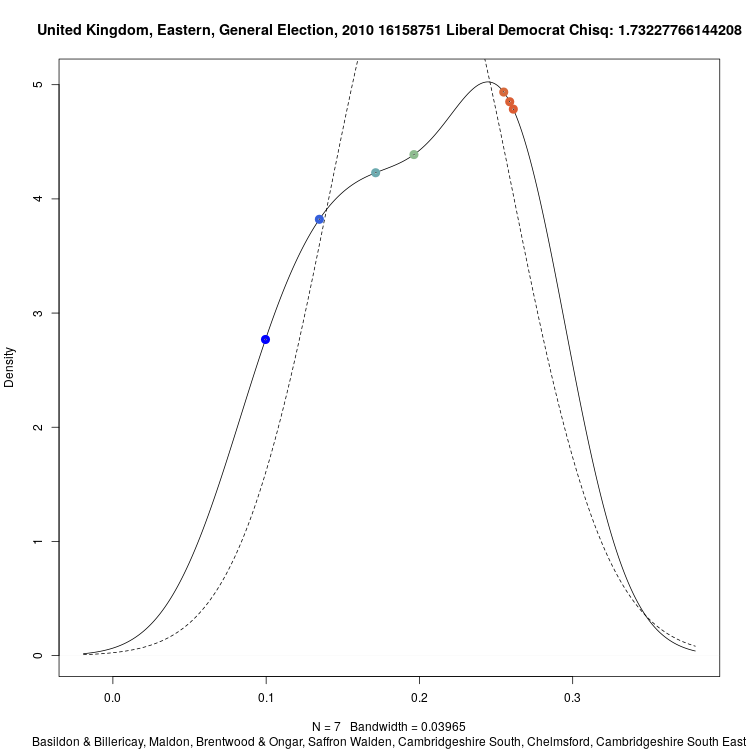 United Kingdom, Eastern, General Election, 2010 16158751 Liberal Democrat Chisq: 1.73227766144208
5
4
3
2
1
0
Density
0.0 0.1 0.2 0.3
N = 7 Bandwidth = 0.03965
Basildon & Billericay, Maldon, Brentwood & Ongar, Saffron Walden, Cambridgeshire South, Chelmsford, Cambridgeshire South East